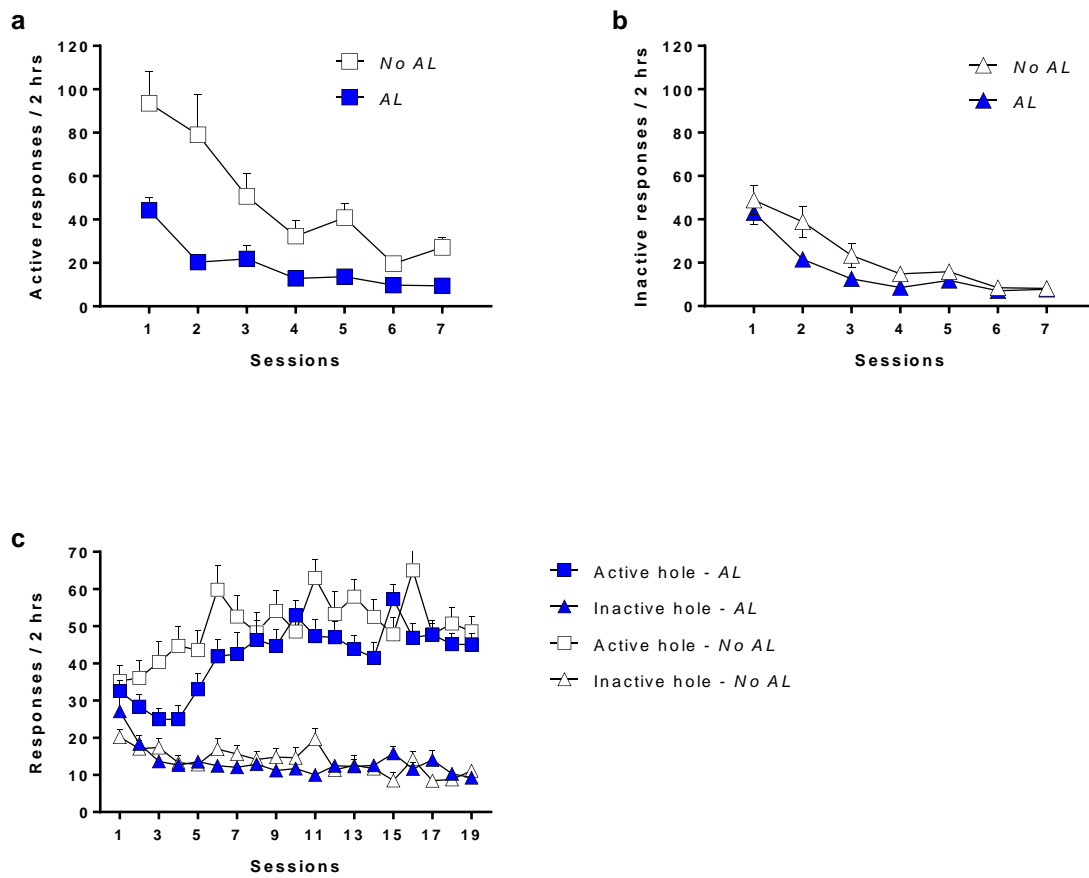 a
Active responses / 2 hrs
120
100
80
60
40
20
0
No AL
AL
1 2 3 4 5 6 7
Sessions
b
Inactive responses / 2 hrs
120
100
80
60
40
20
0
No AL
AL
1 2 3 4 5 6 7
Sessions
c
Responses / 2 hrs
70
60
50
40
30
20
10
0
1 3 5 7 9 11 13 15 17 19
Sessions
Active hole - AL
Inactive hole - AL
Active hole - No AL
Inactive hole - No AL